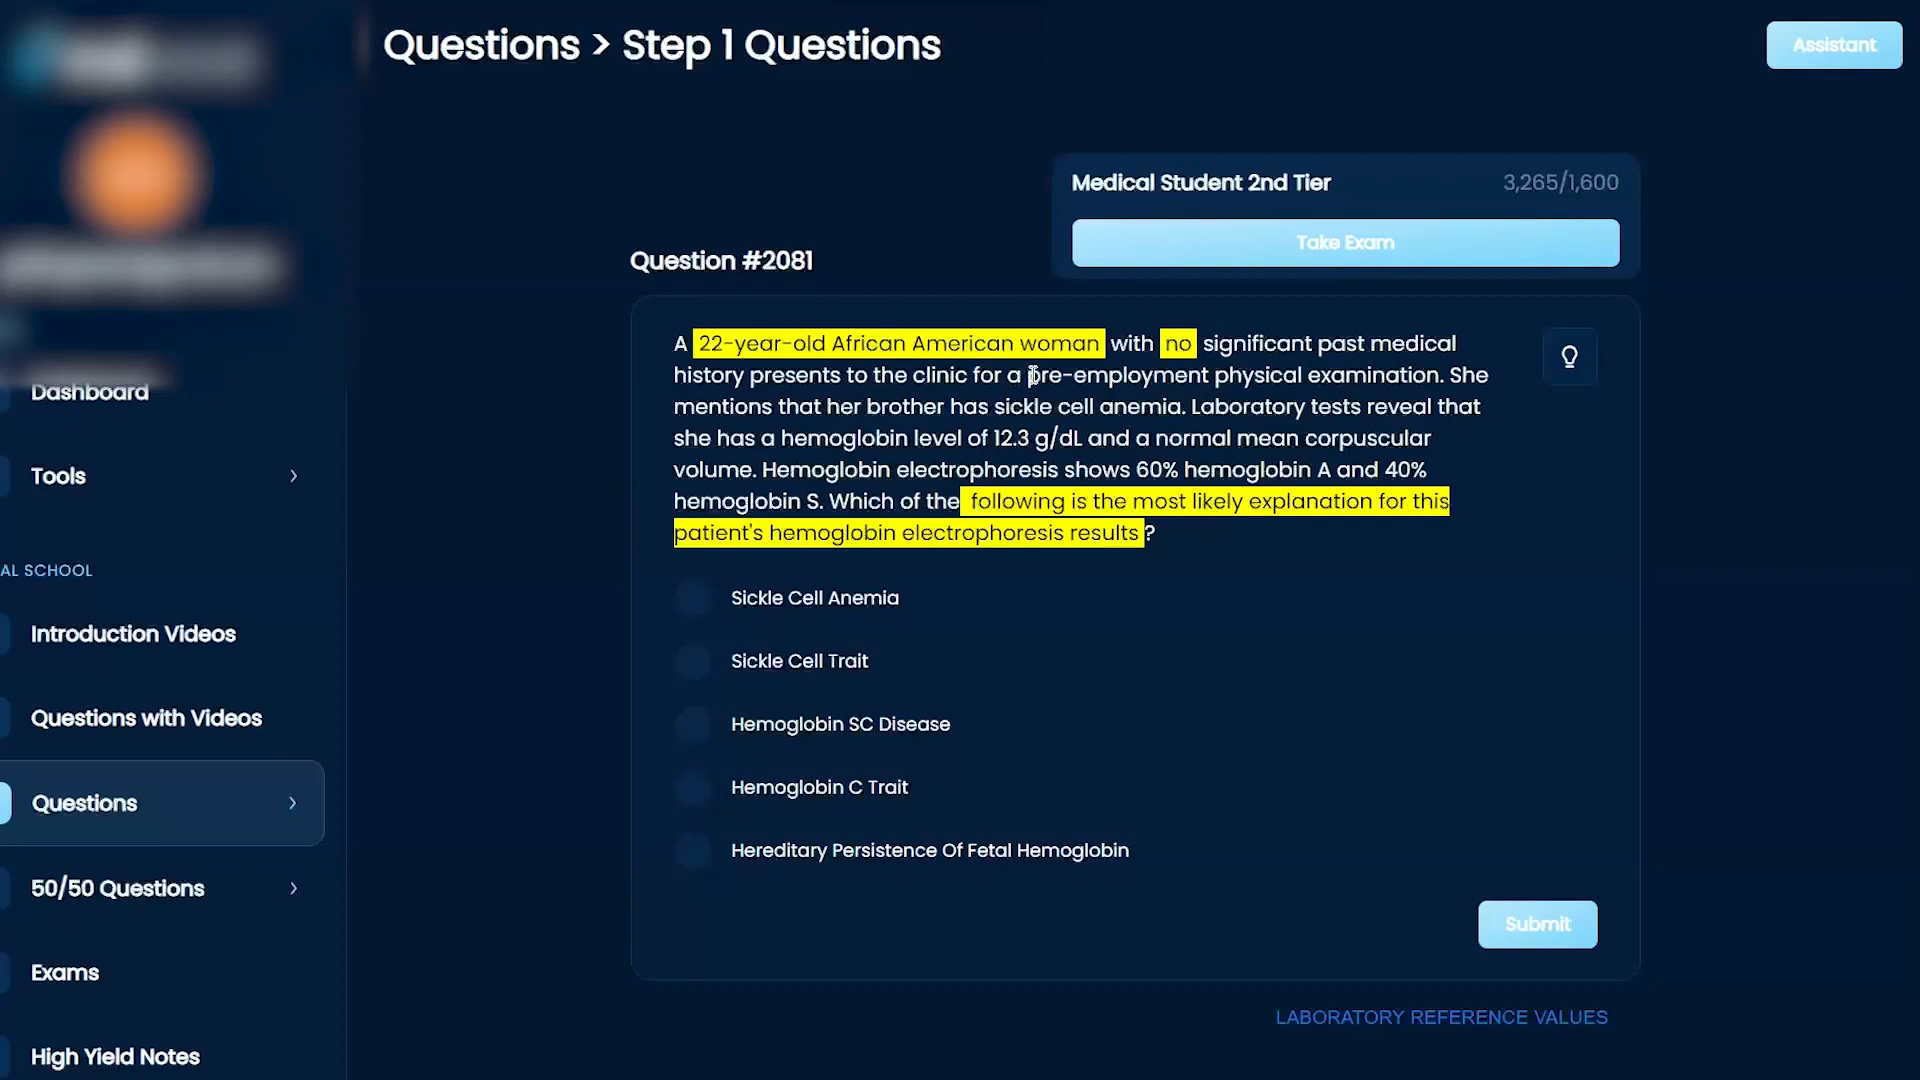 Questions > Step 1 Questions
Assistant
Medical Student 2nd Tier
3,265/1,600
Take Exam
Question #2081
A 22-year-old African American woman with no significant past medical
history presents to the clinic for a pre-employment physical examination. She
mentions that her brother has sickle cell anemia. Laboratory tests reveal that
she has a hemoglobin level of 12.3 g/dL and a normal mean corpuscular
volume. Hemoglobin electrophoresis shows 60% hemoglobin A and 40%
hemoglobin S. Which of the following is the most likely explanation for this
patient's hemoglobin electrophoresis results ?
Sickle Cell Anemia
Sickle Cell Trait
Hemoglobin SC Disease
Hemoglobin C Trait
Hereditary Persistence Of Fetal Hemoglobin
Submit
LABORATORY REFERENCE VALUES
Dashboard
Tools
AL SCHOOL
Introduction Videos
Questions with Videos
Questions
50/50 Questions
Exams
High Yield Notes